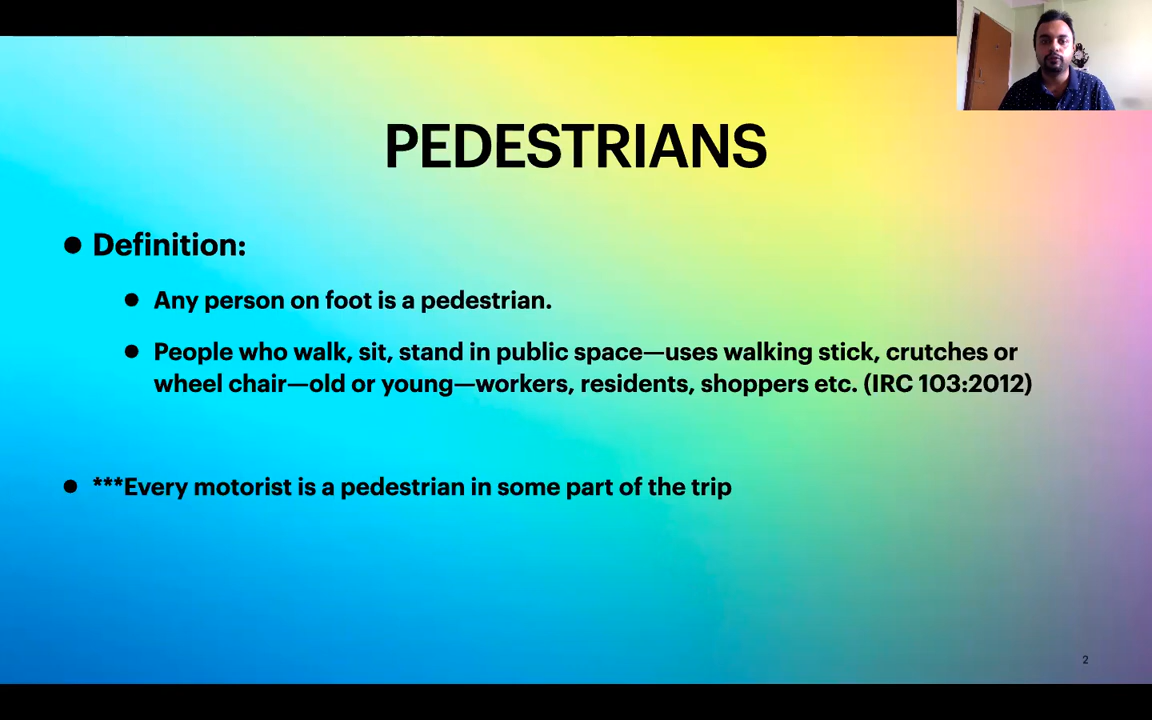 PEDESTRIANS
● Definition:
● Any person on foot is a pedestrian.
● People who walk, sit, stand in public space—uses walking stick, crutches or
wheel chair—old or young—workers, residents, shoppers etc. (IRC 103:2012)
● ***Every motorist is a pedestrian in some part of the trip
2